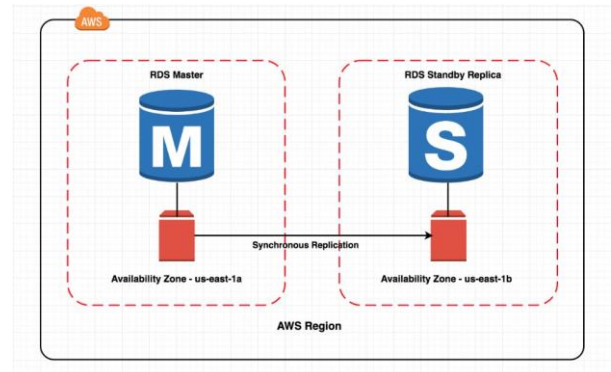 AWS
RDS Master
RDS Standby Replica
M
S
Synchronous Replication
Availability Zone - us-east-1a
Availability Zone - us-east-1b
AWS Region